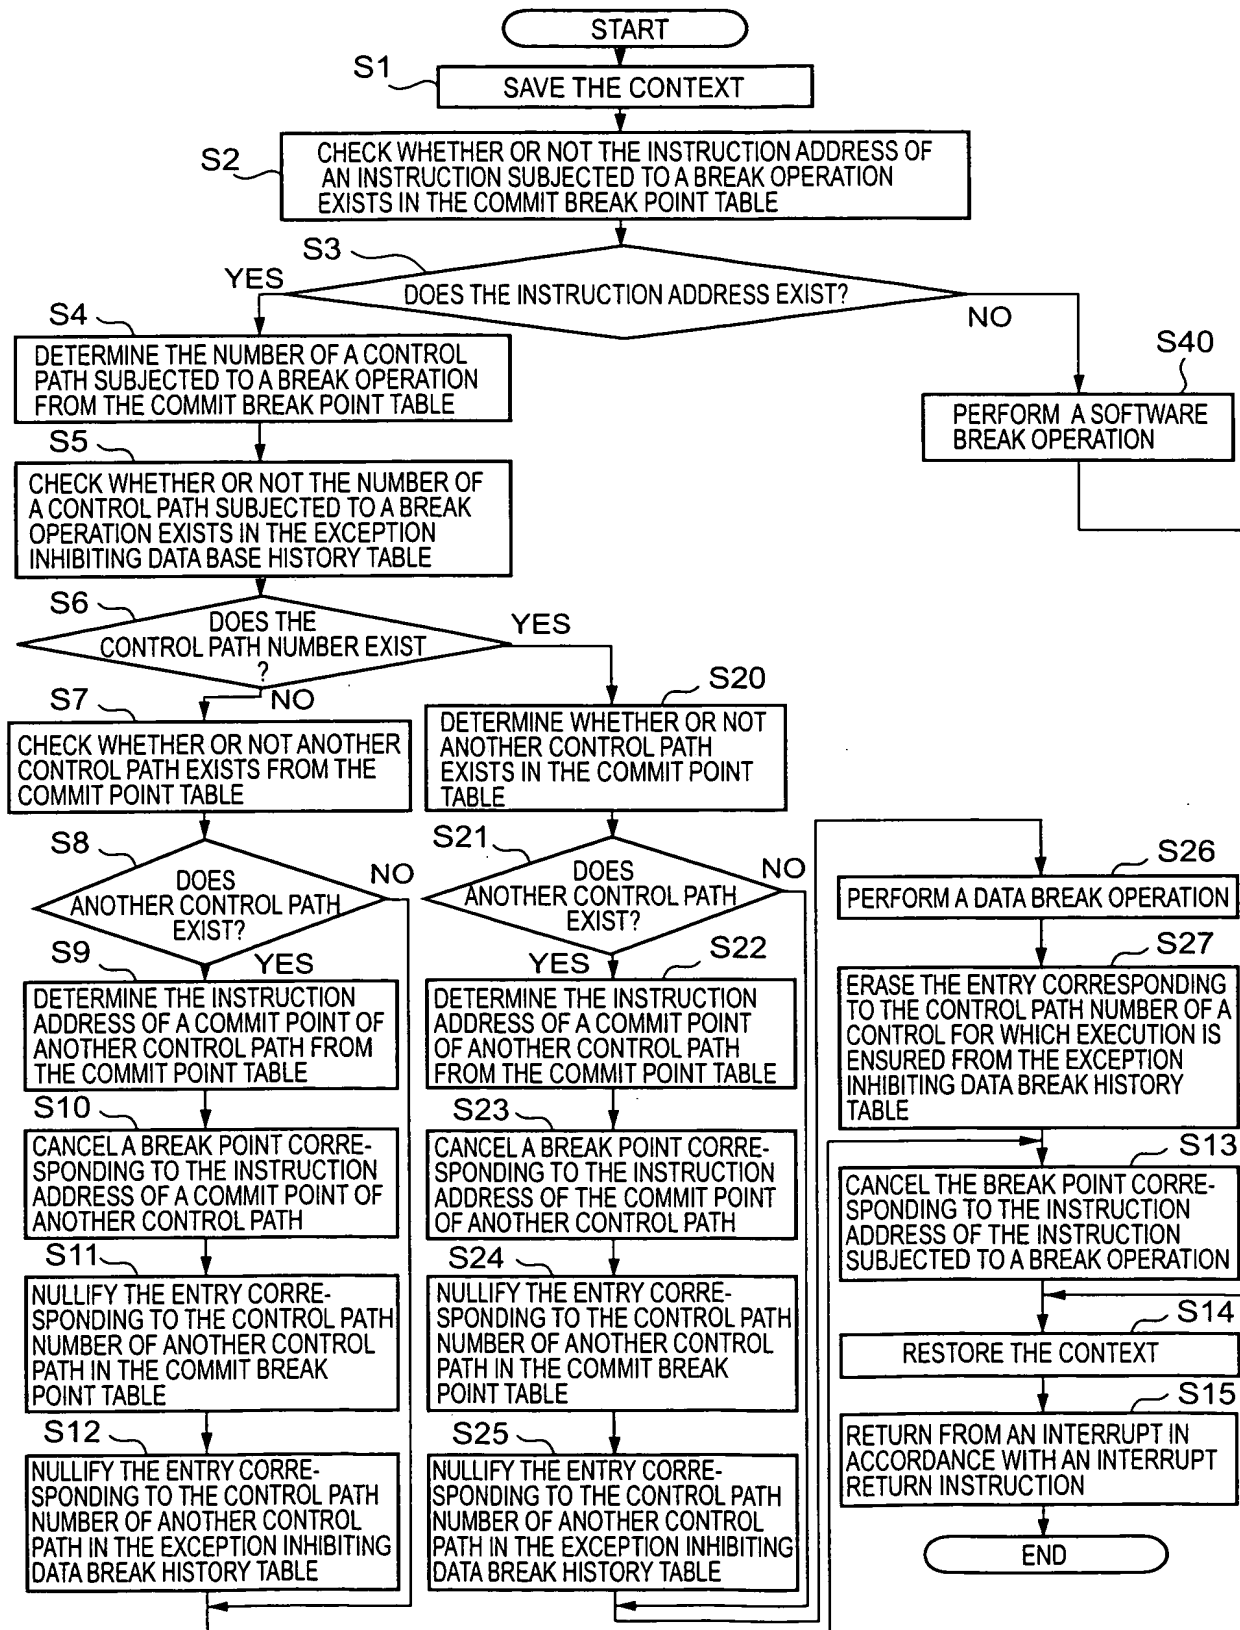 START
S1
SAVE THE CONTEXT
S2
CHECK WHETHER OR NOT THE INSTRUCTION ADDRESS OF
AN INSTRUCTION SUBJECTED TO A BREAK OPERATION
EXISTS IN THE COMMIT BREAK POINT TABLE
S3
DOES THE INSTRUCTION ADDRESS EXIST?
YES
NO
S4
DETERMINE THE NUMBER OF A CONTROL
PATH SUBJECTED TO A BREAK OPERATION
FROM THE COMMIT BREAK POINT TABLE
S40
PERFORM A SOFTWARE
BREAK OPERATION
S5
CHECK WHETHER OR NOT THE NUMBER OF
A CONTROL PATH SUBJECTED TO A BREAK
OPERATION EXISTS IN THE EXCEPTION
INHIBITING DATA BASE HISTORY TABLE
S6
DOES THE
CONTROL PATH NUMBER EXIST
?
YES
NO
S7
CHECK WHETHER OR NOT ANOTHER
CONTROL PATH EXISTS FROM THE
COMMIT POINT TABLE
S8
DOES
ANOTHER CONTROL PATH
EXIST?
NO
YES
S9
DETERMINE THE INSTRUCTION
ADDRESS OF A COMMIT POINT OF
ANOTHER CONTROL PATH FROM
THE COMMIT POINT TABLE
S10
CANCEL A BREAK POINT CORRE-
SPONDING TO THE INSTRUCTION
ADDRESS OF A COMMIT POINT OF
ANOTHER CONTROL PATH
S11
NULLIFY THE ENTRY CORRE-
SPONDING TO THE CONTROL PATH
NUMBER OF ANOTHER CONTROL
PATH IN THE COMMIT BREAK
POINT TABLE
S12
NULLIFY THE ENTRY CORRE-
SPONDING TO THE CONTROL PATH
NUMBER OF ANOTHER CONTROL
PATH IN THE EXCEPTION INHIBITING
DATA BREAK HISTORY TABLE
S20
DETERMINE WHETHER OR NOT
ANOTHER CONTROL PATH
EXISTS IN THE COMMIT POINT
TABLE
S21
DOES
ANOTHER CONTROL PATH
EXIST?
NO
YES
S22
DETERMINE THE INSTRUCTION
ADDRESS OF A COMMIT POINT
OF ANOTHER CONTROL PATH
FROM THE COMMIT POINT TABLE
S23
CANCEL A BREAK POINT CORRE-
SPONDING TO THE INSTRUCTION
ADDRESS OF THE COMMIT POINT
OF ANOTHER CONTROL PATH
S24
NULLIFY THE ENTRY CORRE-
SPONDING TO THE CONTROL PATH
NUMBER OF ANOTHER CONTROL
PATH IN THE COMMIT BREAK
POINT TABLE
S25
NULLIFY THE ENTRY CORRE-
SPONDING TO THE CONTROL PATH
NUMBER OF ANOTHER CONTROL
PATH IN THE EXCEPTION INHIBITING
DATA BREAK HISTORY TABLE
S26
PERFORM A DATA BREAK OPERATION
S27
ERASE THE ENTRY CORRESPONDING
TO THE CONTROL PATH NUMBER OF A
CONTROL FOR WHICH EXECUTION IS
ENSURED FROM THE EXCEPTION
INHIBITING DATA BREAK HISTORY
TABLE
S13
CANCEL THE BREAK POINT CORRE-
SPONDING TO THE INSTRUCTION
ADDRESS OF THE INSTRUCTION
SUBJECTED TO A BREAK OPERATION
S14
RESTORE THE CONTEXT
S15
RETURN FROM AN INTERRUPT IN
ACCORDANCE WITH AN INTERRUPT
RETURN INSTRUCTION
END